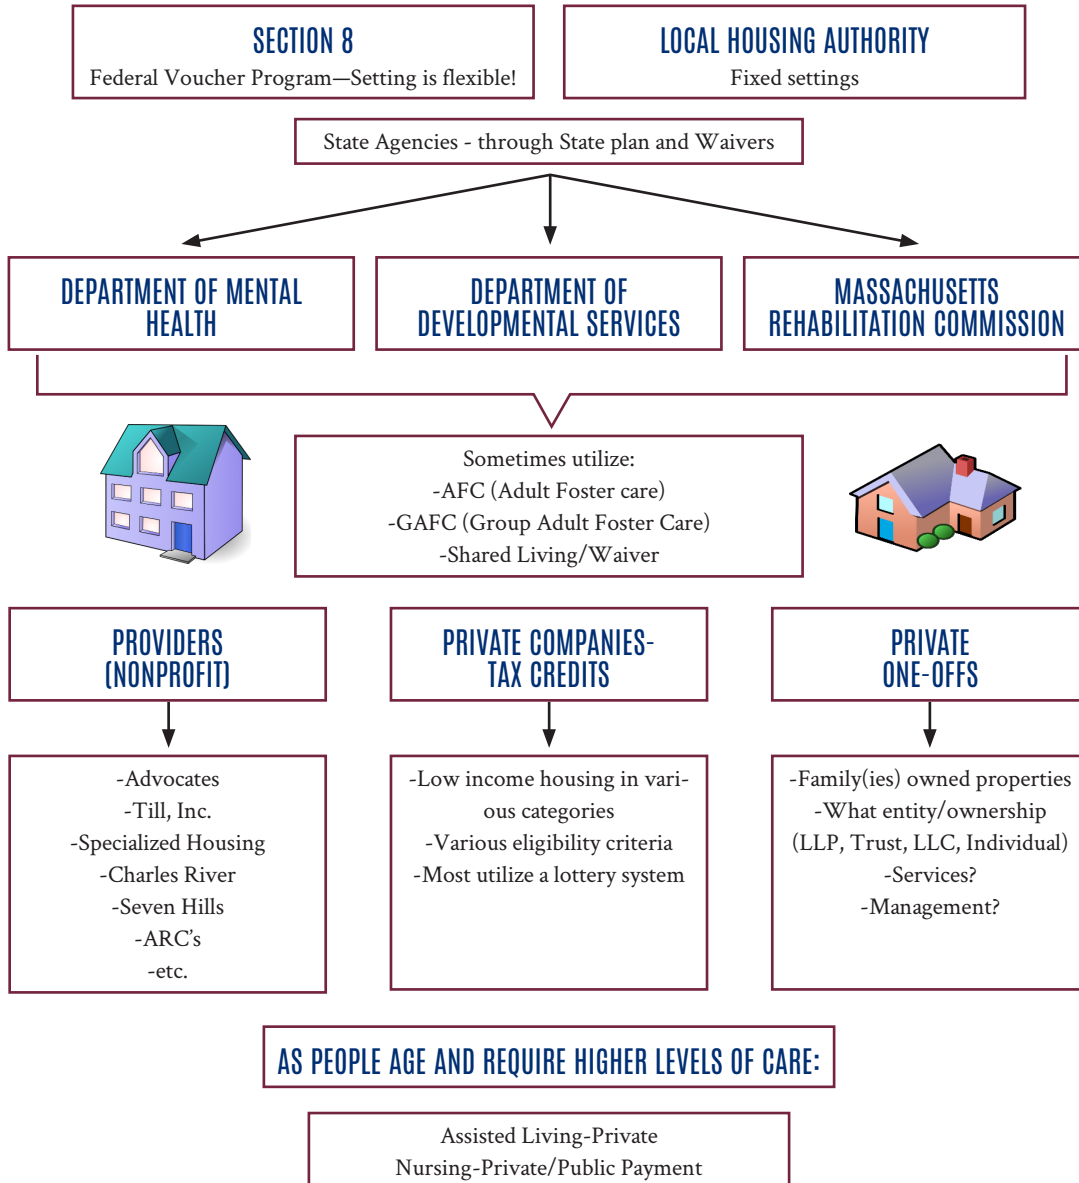 SECTION 8
Federal Voucher Program—Setting is flexible!
LOCAL HOUSING AUTHORITY
Fixed settings
State Agencies - through State plan and Waivers
DEPARTMENT OF MENTAL
HEALTH
DEPARTMENT OF
DEVELOPMENTAL SERVICES
MASSACHUSETTS
REHABILITATION COMMISSION
Sometimes utilize:
-AFC (Adult Foster care)
-GAFC (Group Adult Foster Care)
-Shared Living/Waiver
PROVIDERS
(NONPROFIT)
-Advocates
-Till, Inc.
-Specialized Housing
-Charles River
-Seven Hills
-ARC’s
-etc.
PRIVATE COMPANIES-
TAX CREDITS
-Low income housing in vari-
ous categories
-Various eligibility criteria
-Most utilize a lottery system
PRIVATE
ONE-OFFS
-Family(ies) owned properties
-What entity/ownership
(LLP, Trust, LLC, Individual)
-Services?
-Management?
AS PEOPLE AGE AND REQUIRE HIGHER LEVELS OF CARE:
Assisted Living-Private
Nursing-Private/Public Payment